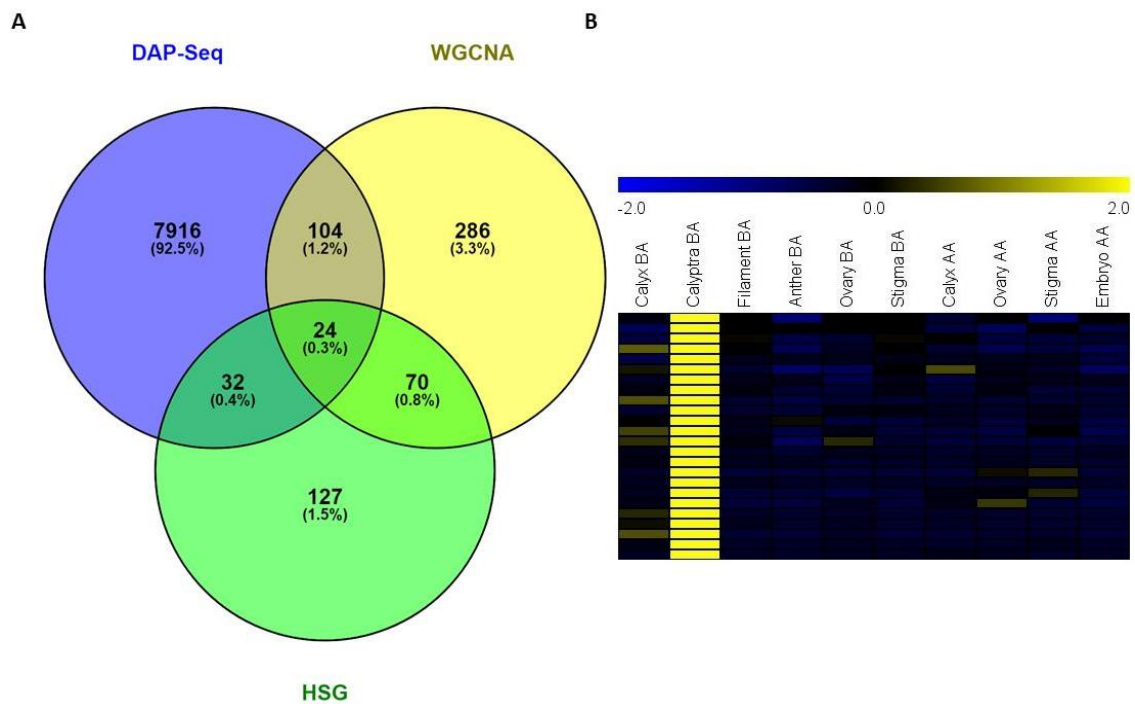 A
B
DAP-Seq
WGCNA
7916
(92.5%)
104
(1.2%)
286
(3.3%)
24
(0.3%)
32
(0.4%)
70
(0.8%)
127
(1.5%)
HSG
-2.0
0.0
2.0
Calyx BA
Calyptra BA
Filament BA
Anther BA
Ovary BA
Stigma BA
Calyx AA
Ovary AA
Stigma AA
Embryo AA